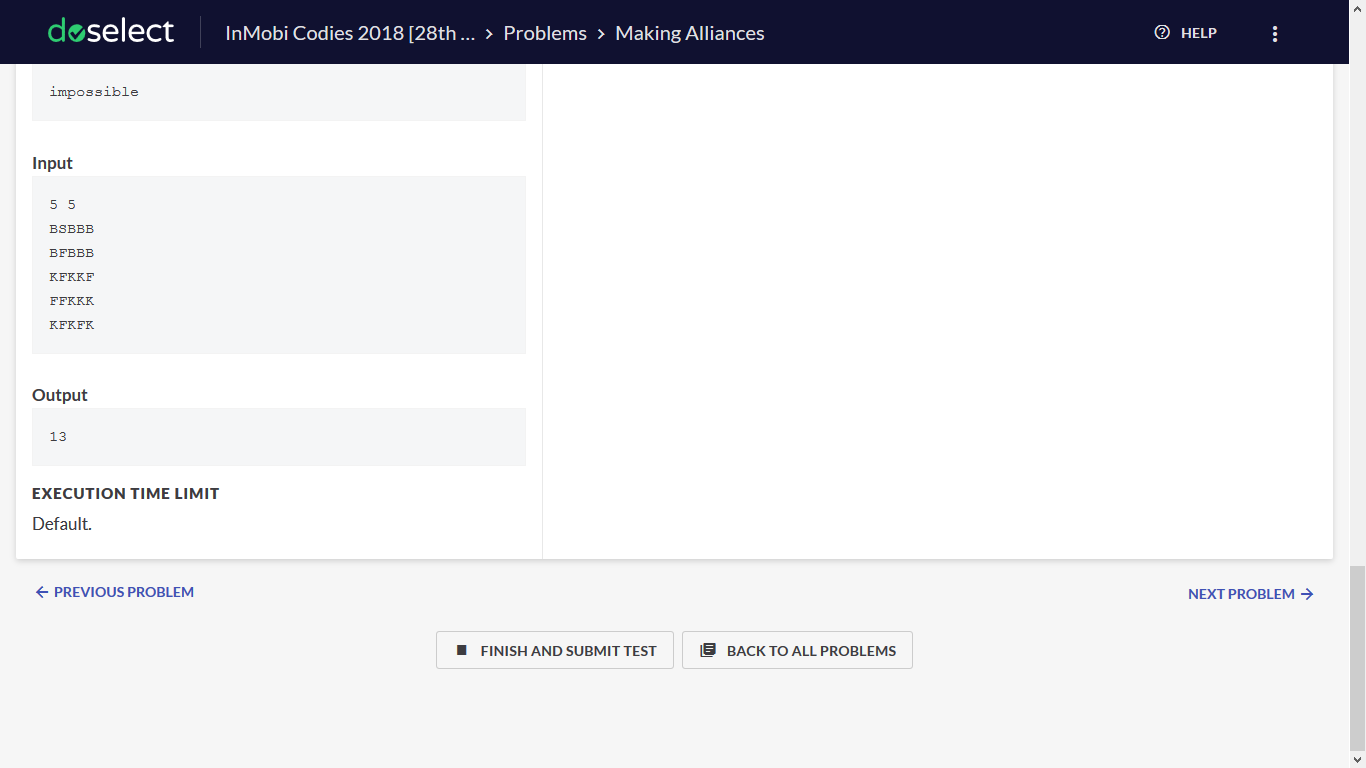 doselect
InMobi Codies 2018 [28th ... > Problems > Making Alliances
HELP
impossible
Input
5 5
BSBBB
BFBBB
KFKKF
FFKKK
KFKFK
Output
13
EXECUTION TIME LIMIT
Default.
PREVIOUS PROBLEM
NEXT PROBLEM
FINISH AND SUBMIT TEST
BACK TO ALL PROBLEMS